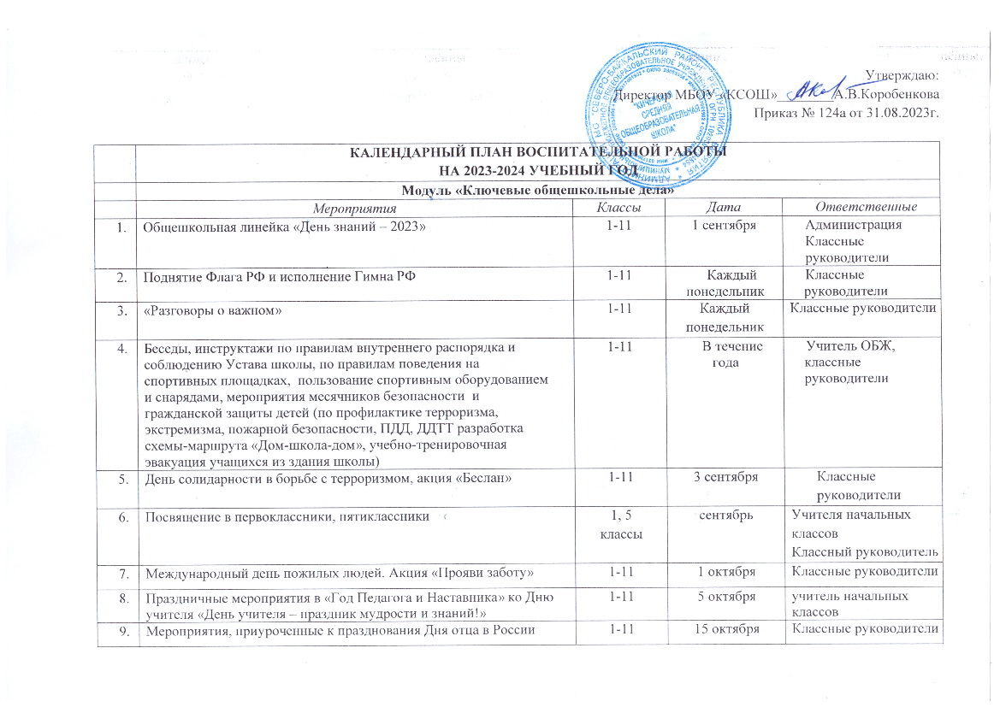 Утверждаю:
Директор МБОУ «КСОШ» А.В.Коробенкова
Приказ № 124а от 31.08.2023г.
"КИЧЕРСКАЯ
СРЕДНЯЯ
ОБЩЕОБРАЗОВАТЕЛЬНАЯ
ШКОЛА"
КАЛЕНДАРНЫЙ ПЛАН ВОСПИТАТЕЛЬНОЙ РАБОТЫ
НА 2023-2024 УЧЕБНЫЙ ГОД
Модуль «Ключевые общешкольные дела»
Мероприятия Классы Дата Ответственные
1. Общешкольная линейка «День знаний – 2023» 1-11 1 сентября Администрация
Классные
руководители
2. Поднятие Флага РФ и исполнение Гимна РФ 1-11 Каждый Классные
понедельник руководители
3. «Разговоры о важном» 1-11 Каждый Классные руководители
понедельник
4. Беседы, инструктажи по правилам внутреннего распорядка и 1-11 В течение Учитель ОБЖ,
соблюдению Устава школы, по правилам поведения на года классные
спортивных площадках, пользование спортивным оборудованием руководители
и снарядами, мероприятия месячников безопасности и
гражданской защиты детей (по профилактике терроризма,
экстремизма, пожарной безопасности, ПДД, ДДТТ разработка
схемы-маршрута «Дом-школа-дом», учебно-тренировочная
эвакуация учащихся из здания школы)
5. День солидарности в борьбе с терроризмом, акция «Беслан» 1-11 3 сентября Классные
руководители
6. Посвящение в первоклассники, пятиклассники 1, 5 сентябрь Учителя начальных
классы классов
Классный руководитель
7. Международный день пожилых людей. Акция «Прояви заботу» 1-11 1 октября Классные руководители
8. Праздничные мероприятия в «Год Педагога и Наставника» ко Дню 1-11 5 октября учитель начальных
учителя «День учителя – праздник мудрости и знаний!» классов
9. Мероприятия, приуроченные к празднования Дня отца в России 1-11 15 октября Классные руководители